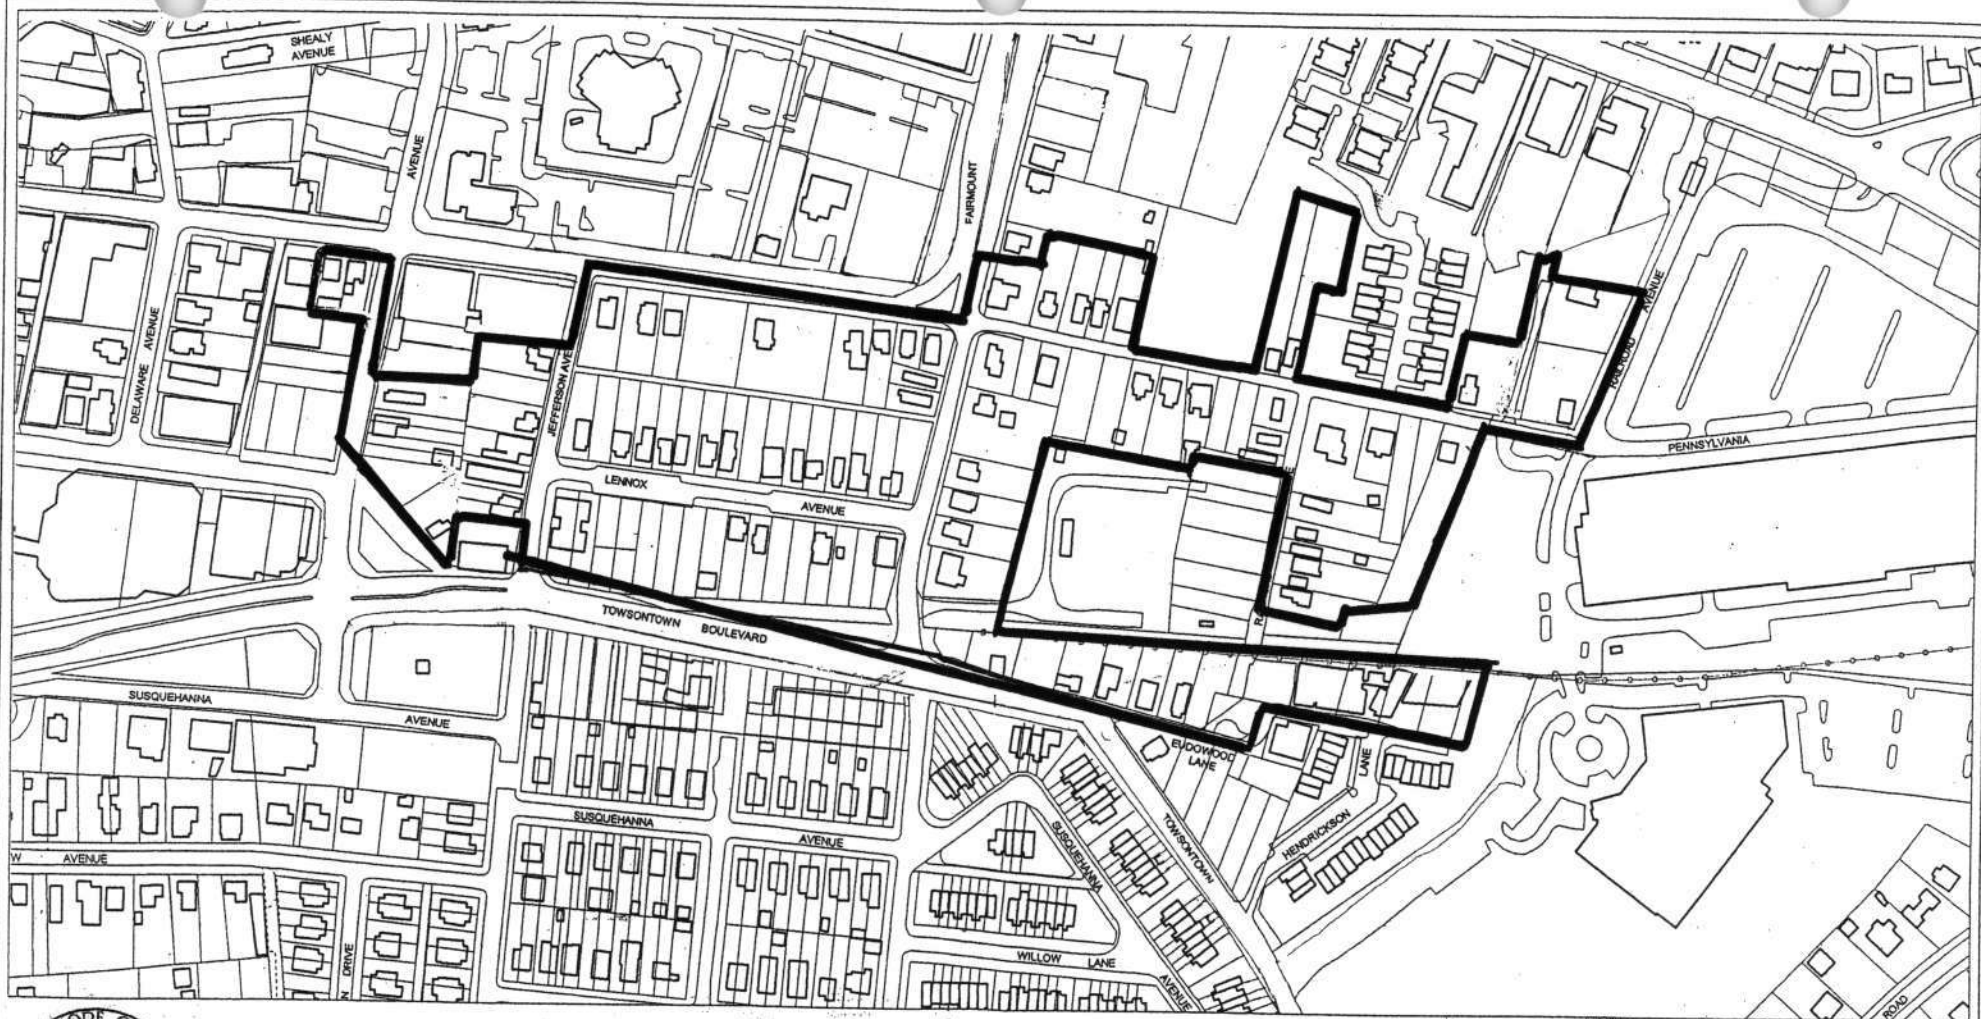 SHEALY
AVENUE
AVENUE
FAIRMOUNT
DELAWARE AVENUE
JEFFERSON AVE
RAILROAD AVENUE
PENNSYLVANIA
LENNOX
AVENUE
TOWSONTOWN BOULEVARD
SUSQUEHANNA
AVENUE
EUDOWOOD
LANE
LANE
HENDRICKSON
SUSQUEHANNA
AVENUE
TOWSONTOWN
SUSQUEHANNA
AVENUE
W AVENUE
DRIVE
WILLOW LANE
ROAD